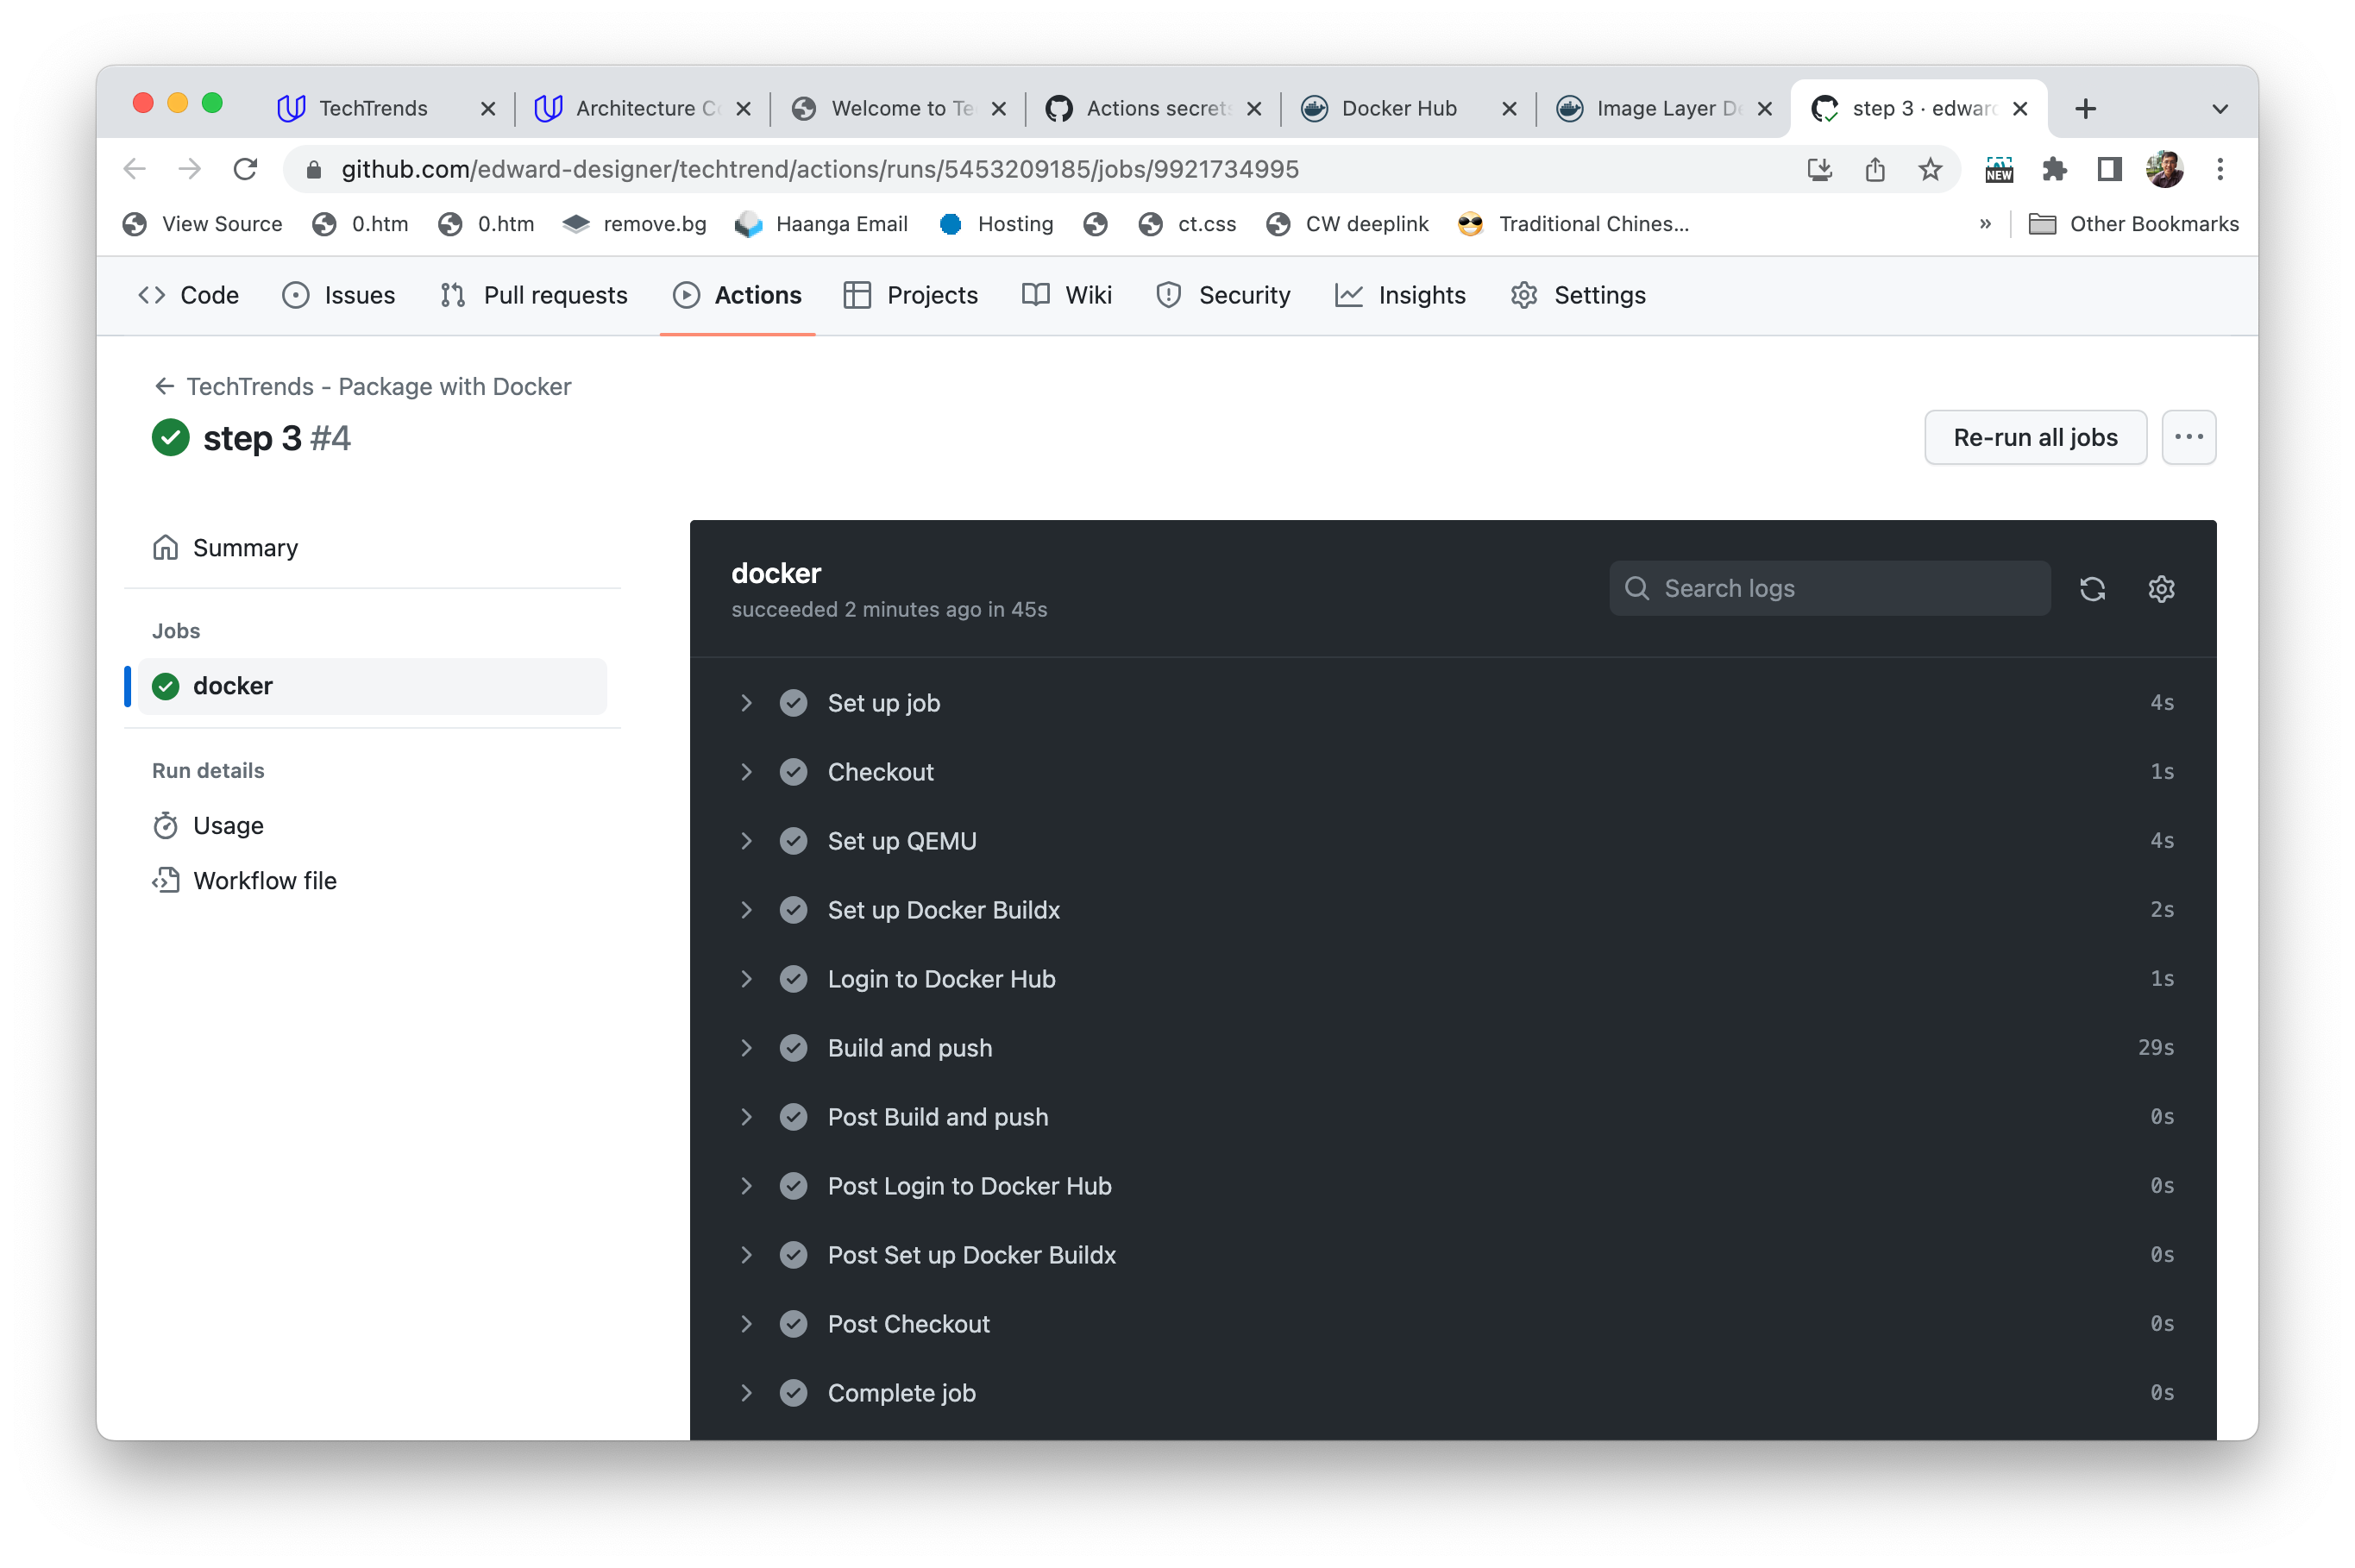 TechTrends
Architecture Co
Welcome to Te
Actions secrets
Docker Hub
Image Layer De
step 3 · edward
github.com/edward-designer/techtrend/actions/runs/5453209185/jobs/9921734995
NEW
View Source
0.htm
0.htm
remove.bg
Haanga Email
Hosting
ct.css
CW deeplink
Traditional Chines...
»
Other Bookmarks
Code
Issues
Pull requests
Actions
Projects
Wiki
Security
Insights
Settings
TechTrends - Package with Docker
step 3 #4
Re-run all jobs
Summary
Jobs
docker
Run details
Usage
Workflow file
docker
succeeded 2 minutes ago in 45s
Search logs
Set up job 4s
Checkout 1s
Set up QEMU 4s
Set up Docker Buildx 2s
Login to Docker Hub 1s
Build and push 29s
Post Build and push 0s
Post Login to Docker Hub 0s
Post Set up Docker Buildx 0s
Post Checkout 0s
Complete job 0s